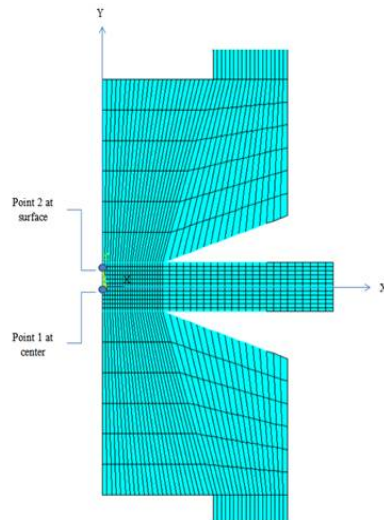 Y
Point 2 at
surface
X
Point 1 at
center
X